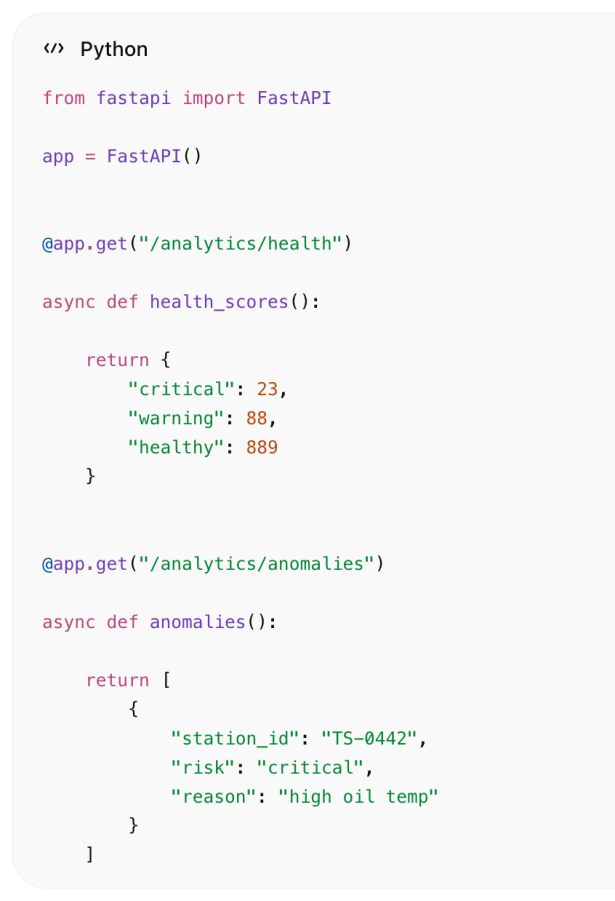 Python
from fastapi import FastAPI
app = FastAPI()
@app.get("/analytics/health")
async def health_scores():
    return {
        "critical": 23,
        "warning": 88,
        "healthy": 889
    }
@app.get("/analytics/anomalies")
async def anomalies():
    return [
        {
            "station_id": "TS-0442",
            "risk": "critical",
            "reason": "high oil temp"
        }
    ]